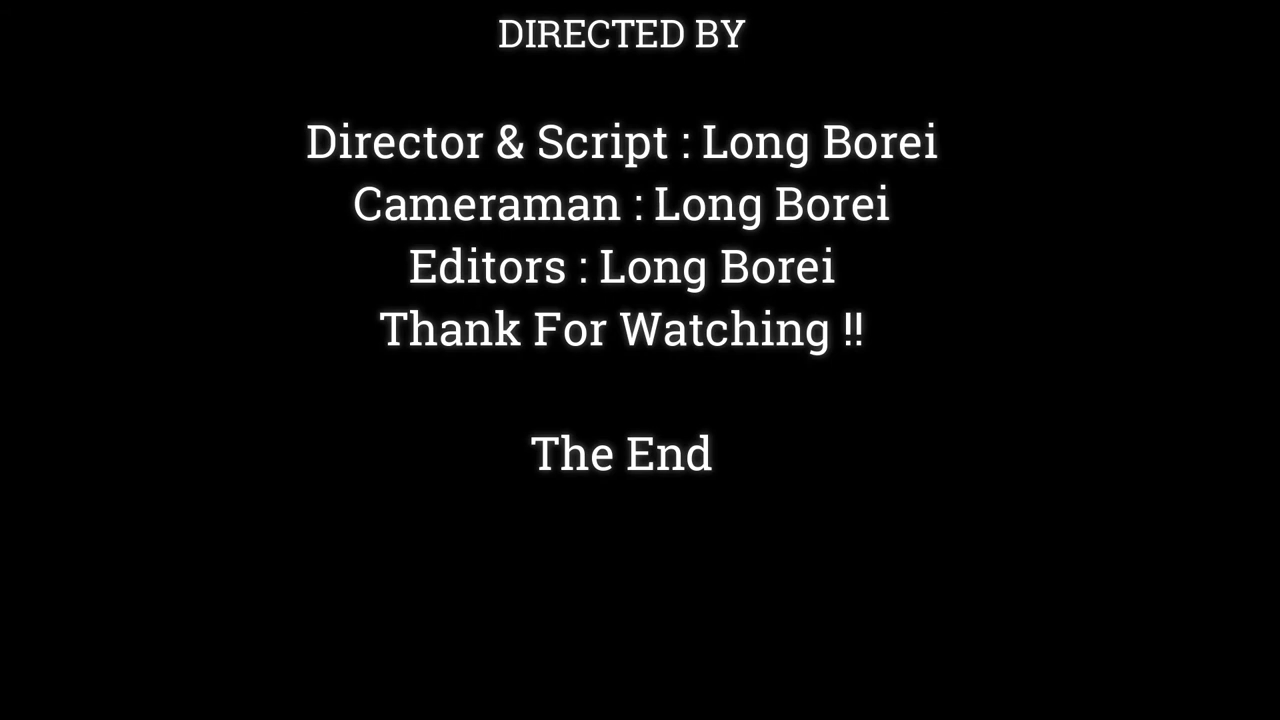 DIRECTED BY
Director & Script : Long Borei
Cameraman : Long Borei
Editors : Long Borei
Thank For Watching !!
The End